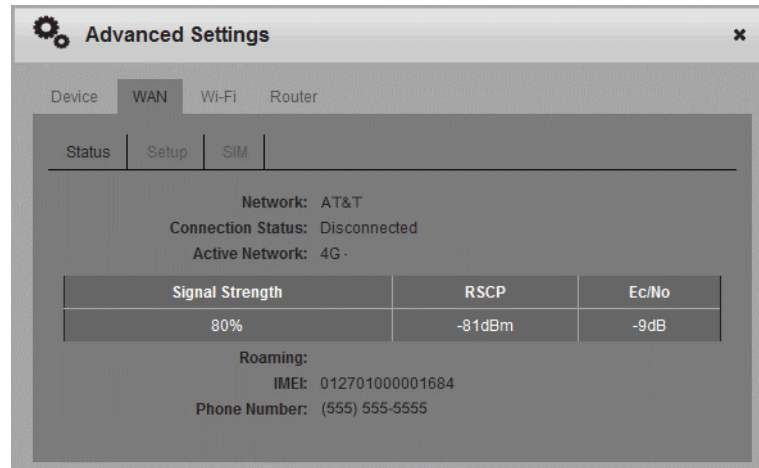 Advanced Settings
Device WAN Wi-Fi Router
Status Setup SIM
Network: AT&T
Connection Status: Disconnected
Active Network: 4G -
Signal Strength RSCP Ec/No
80% -81dBm -9dB
Roaming:
IMEI: 012701000001684
Phone Number: (555) 555-5555